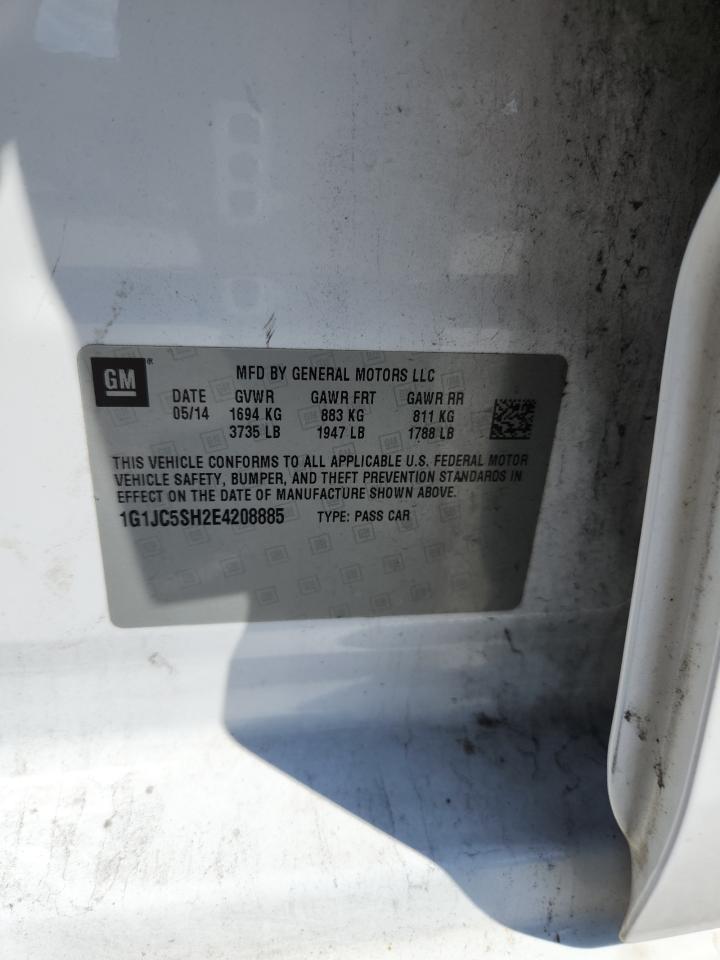 GM ® MFD BY GENERAL MOTORS LLC
DATE GVWR GAWR FRT GAWR RR
05/14 1694 KG 883 KG 811 KG
3735 LB 1947 LB 1788 LB
THIS VEHICLE CONFORMS TO ALL APPLICABLE U.S. FEDERAL MOTOR
VEHICLE SAFETY, BUMPER, AND THEFT PREVENTION STANDARDS IN
EFFECT ON THE DATE OF MANUFACTURE SHOWN ABOVE.
1G1JC5SH2E4208885 TYPE: PASS CAR